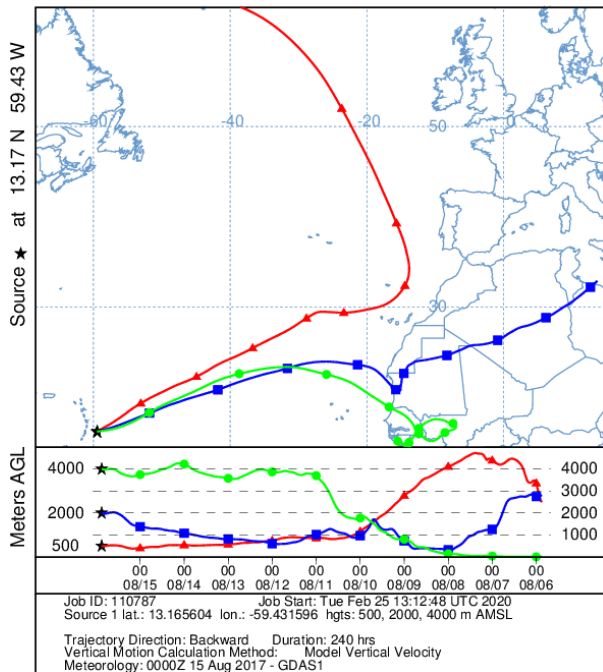 Source ★ at 13.17 N 59.43 W
-60
-40
-20
50
30
Meters AGL
4000
2000
500
4000
3000
2000
1000
00 00 00 00 00 00 00 00 00 00
08/15 08/14 08/13 08/12 08/11 08/10 08/09 08/08 08/07 08/06
Job ID: 110787 Job Start: Tue Feb 25 13:12:48 UTC 2020
Source 1 lat.: 13.165604 lon.: -59.431596 hgts: 500, 2000, 4000 m AMSL
Trajectory Direction: Backward Duration: 240 hrs
Vertical Motion Calculation Method: Model Vertical Velocity
Meteorology: 0000Z 15 Aug 2017 - GDAS1